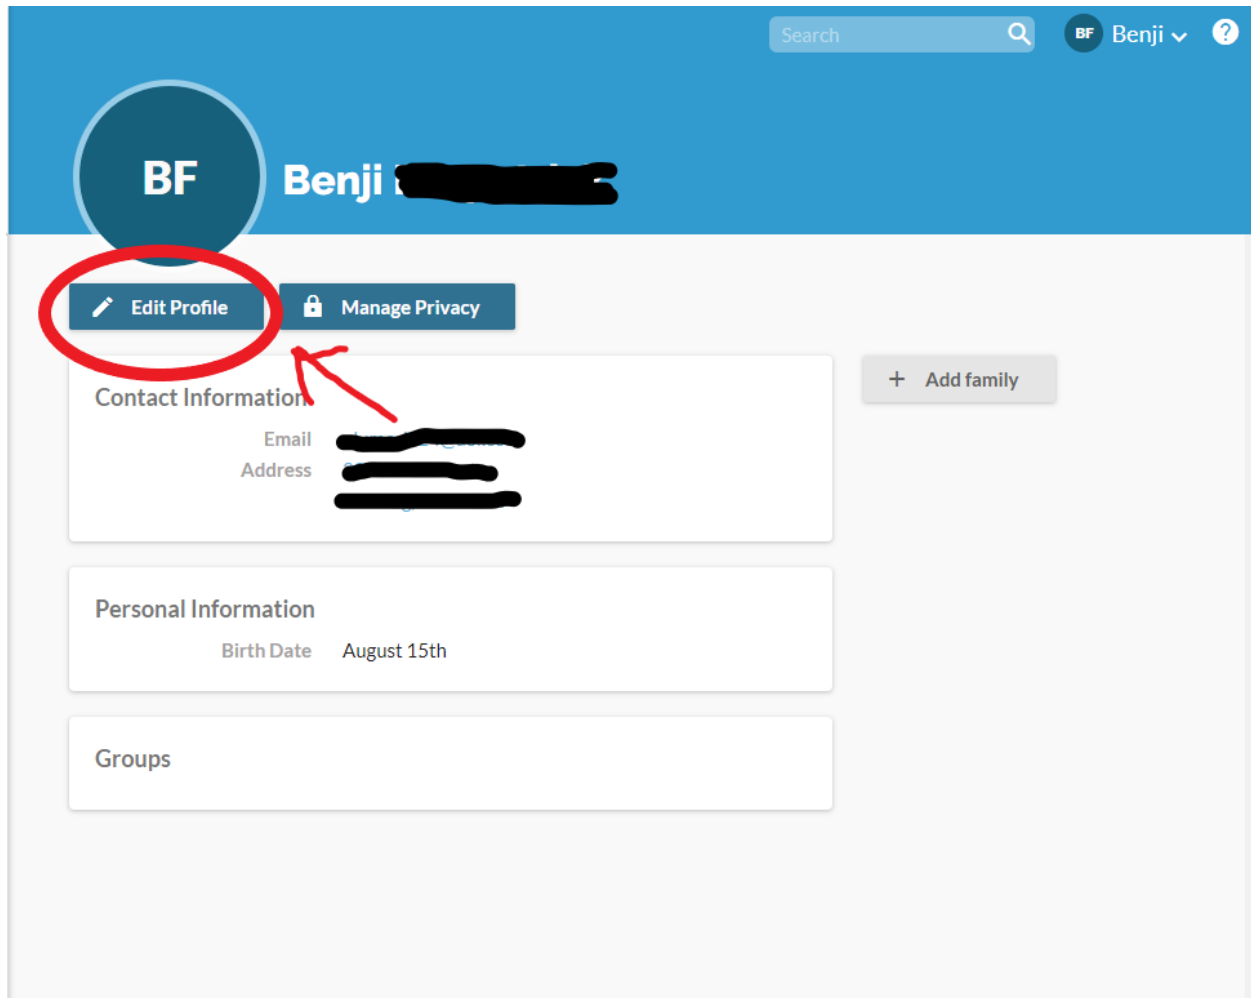 Search
BF Benji
BF
Benji
Edit Profile
Manage Privacy
Contact Information
Add family
Email
Address
Personal Information
Birth Date August 15th
Groups